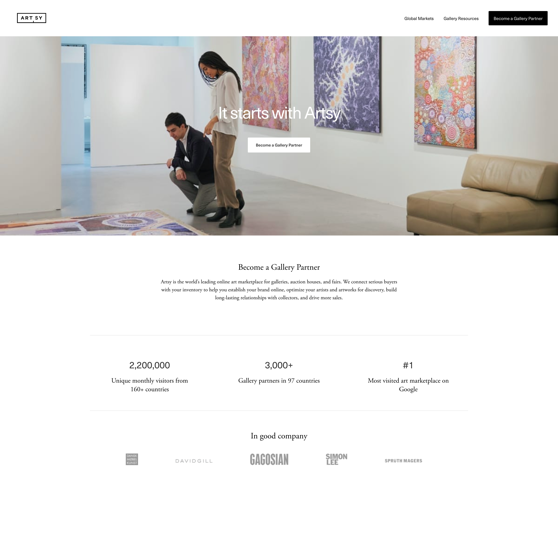 ARTSY
Global Markets
Gallery Resources
Become a Gallery Partner
It starts with Artsy
Become a Gallery Partner
Become a Gallery Partner
Artsy is the world's leading online art marketplace for galleries, auction houses, and fairs. We connect serious buyers
with your inventory to help you establish your brand online, optimize your artists and artworks for discovery, build
long-lasting relationships with collectors, and drive more sales.
2,200,000
Unique monthly visitors from
160+ countries
3,000+
Gallery partners in 97 countries
#1
Most visited art marketplace on
Google
In good company
DAVIDGILL
GAGOSIAN
SIMON
LEE
SPRUTH MAGERS